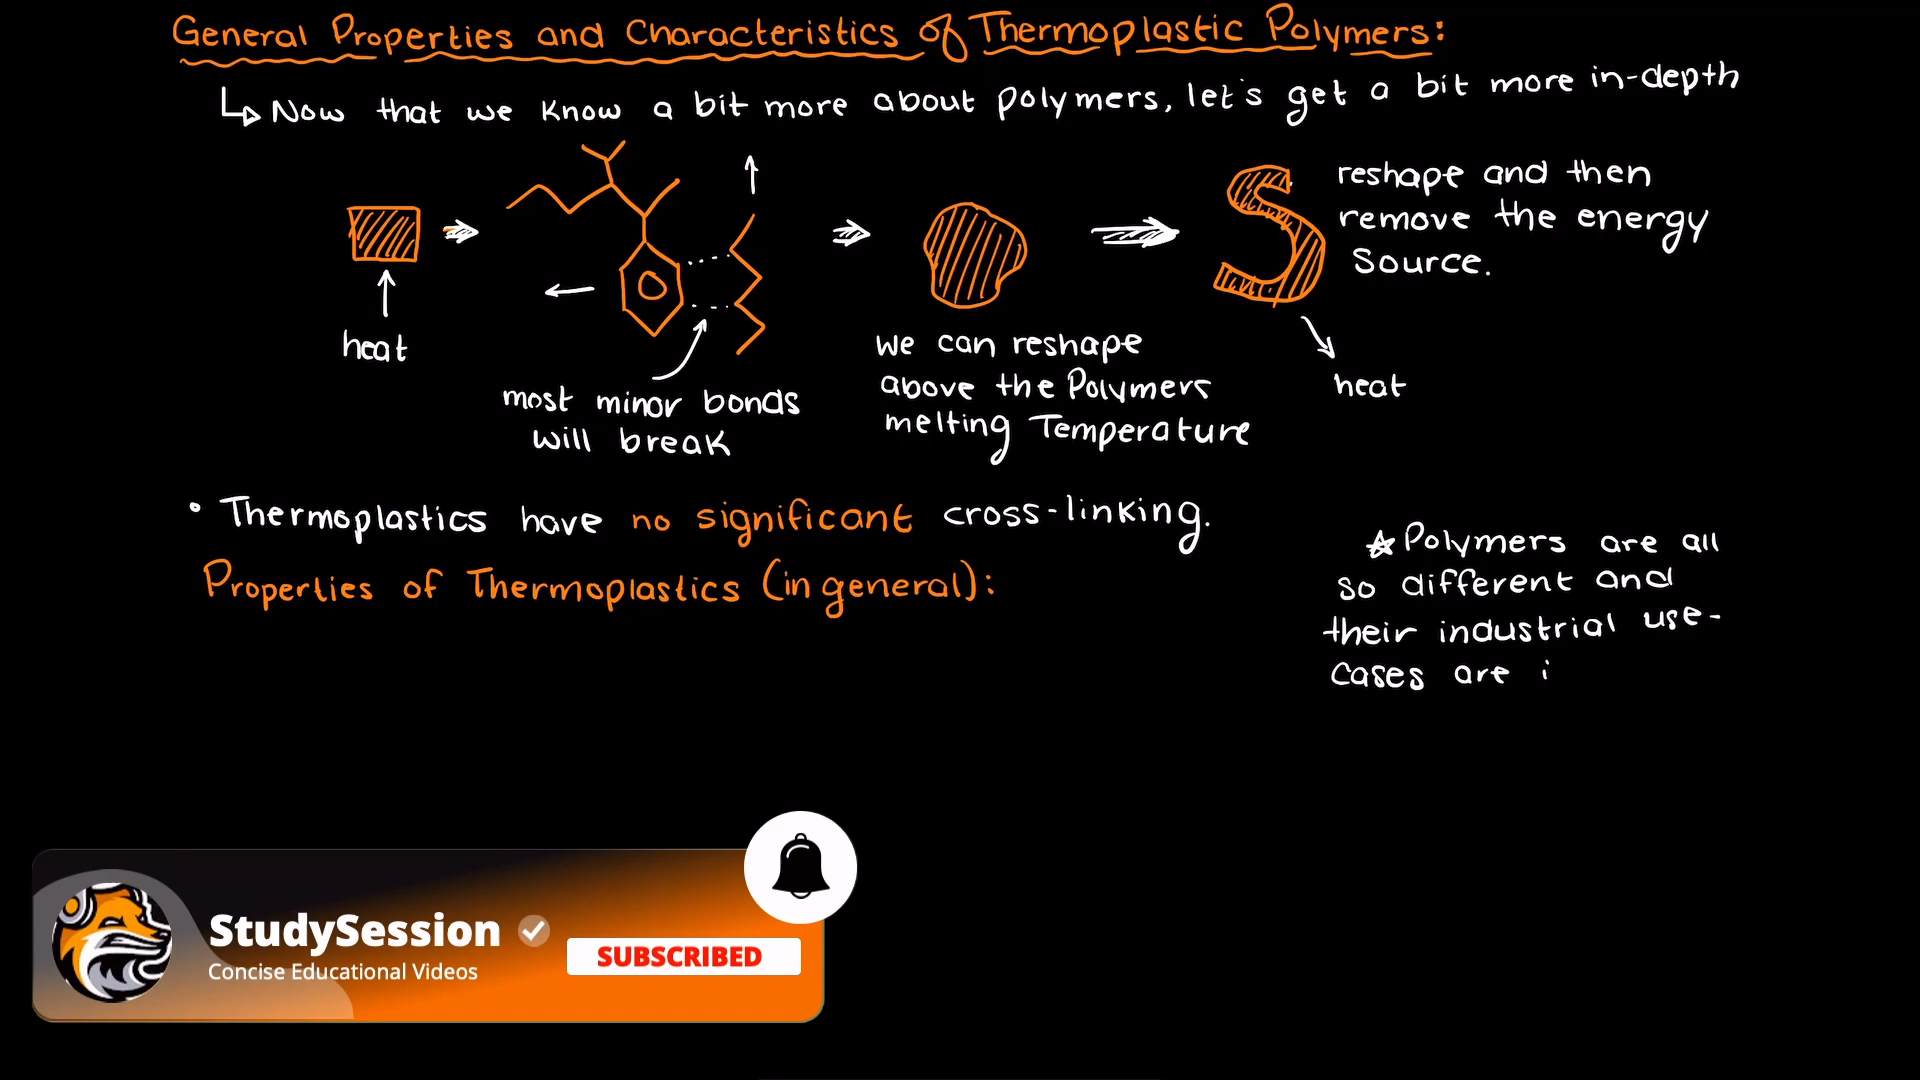 General Properties and Characteristics of Thermoplastic Polymers:
Now that we know a bit more about polymers, let's get a bit more in-depth
heat
most minor bonds
will break
we can reshape
above the Polymers
melting Temperature
reshape and then
remove the energy
source.
heat
• Thermoplastics have no significant cross-linking.
Properties of Thermoplastics (in general):
☆ Polymers are all
so different and
their industrial use-
cases are i
StudySession
Concise Educational Videos
SUBSCRIBED